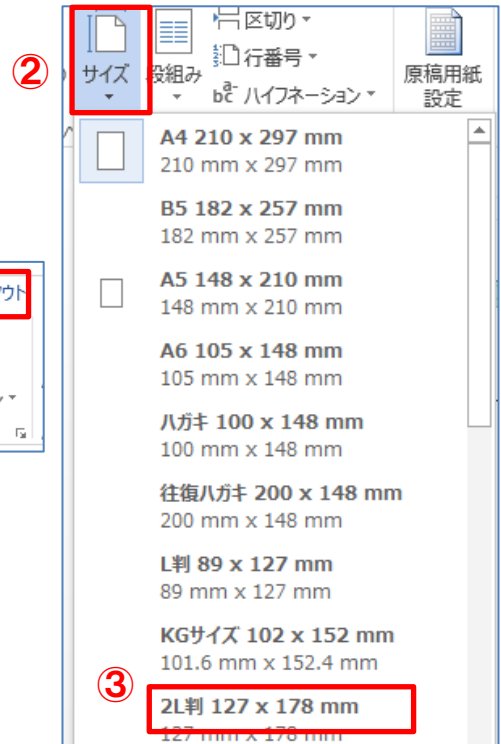 ②
サイズ
段組み
区切り
行番号
bc ハイフネーション
原稿用紙
設定
A4 210 x 297 mm
210 mm x 297 mm
B5 182 x 257 mm
182 mm x 257 mm
A5 148 x 210 mm
148 mm x 210 mm
A6 105 x 148 mm
105 mm x 148 mm
ハガキ 100 x 148 mm
100 mm x 148 mm
往復ハガキ 200 x 148 mm
200 mm x 148 mm
L判 89 x 127 mm
89 mm x 127 mm
KGサイズ 102 x 152 mm
101.6 mm x 152.4 mm
③
2L判 127 x 178 mm
127 mm x 178 mm
ウト